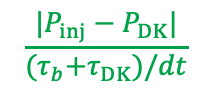 |P_inj − P_DK|
(τ_b+τ_DK)/dt